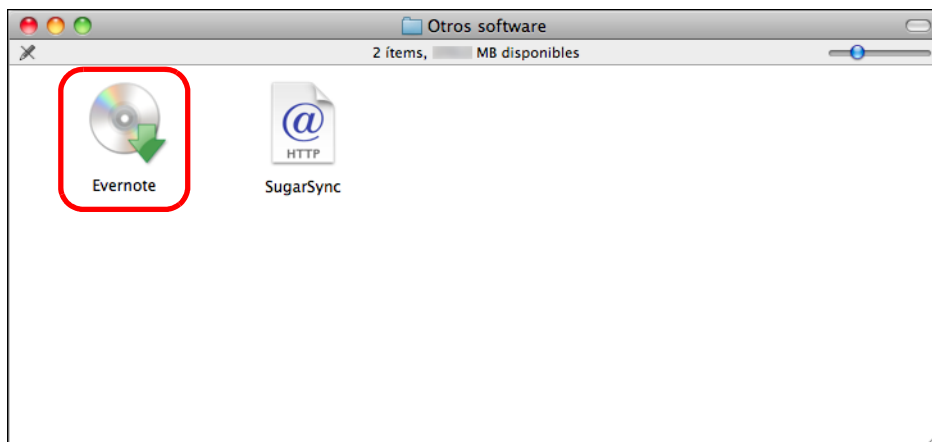 Otros software
2 ítems, MB disponibles
@
HTTP
Evernote
SugarSync